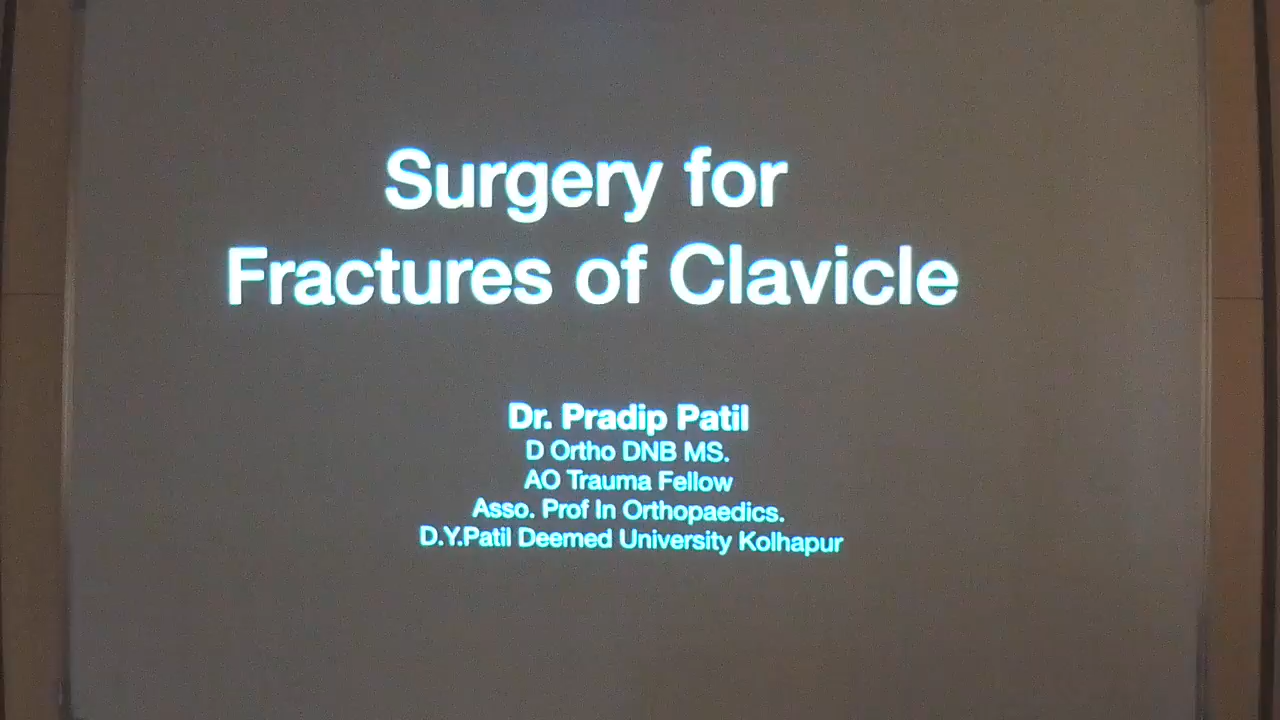 Surgery for
Fractures of Clavicle
Dr. Pradip Patil
D Ortho DNB MS.
AO Trauma Fellow
Asso. Prof In Orthopaedics.
D.Y.Patil Deemed University Kolhapur